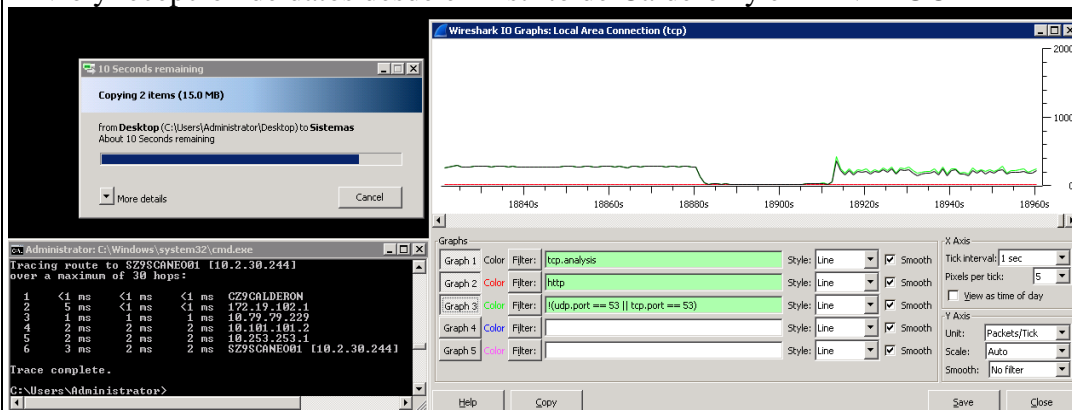 10 Seconds remaining
Copying 2 items (15.0 MB)
from Desktop (C:\Users\Administrator\Desktop) to Sistemas
About 10 Seconds remaining
More details
Cancel
Administrator: C:\Windows\system32\cmd.exe
Tracing route to SZ9SCANEO01 [10.2.30.244]
over a maximum of 30 hops:
1 <1 ms <1 ms <1 ms CZ9CALDERON
2 5 ms <1 ms <1 ms 172.19.102.1
3 1 ms 1 ms 1 ms 10.79.79.229
4 2 ms 2 ms 2 ms 10.101.101.2
5 2 ms 2 ms 2 ms 10.253.253.1
6 3 ms 2 ms 2 ms SZ9SCANEO01 [10.2.30.244]
Trace complete.
C:\Users\Administrator>
Wireshark IO Graphs: Local Area Connection (tcp)
2000
1000
0
18840s 18860s 18880s 18900s 18920s 18940s 18960s
Graphs
Graph 1 Color Filter: tcp.analysis Style: Line Smooth
Graph 2 Color Filter: http Style: Line Smooth
Graph 3 Color Filter: !(udp.port == 53 || tcp.port == 53) Style: Line Smooth
Graph 4 Color Filter: Style: Line Smooth
Graph 5 Color Filter: Style: Line Smooth
X Axis
Tick interval: 1 sec
Pixels per tick: 5
View as time of day
Y Axis
Unit: Packets/Tick
Scale: Auto
Smooth: No filter
Help Copy Save Close